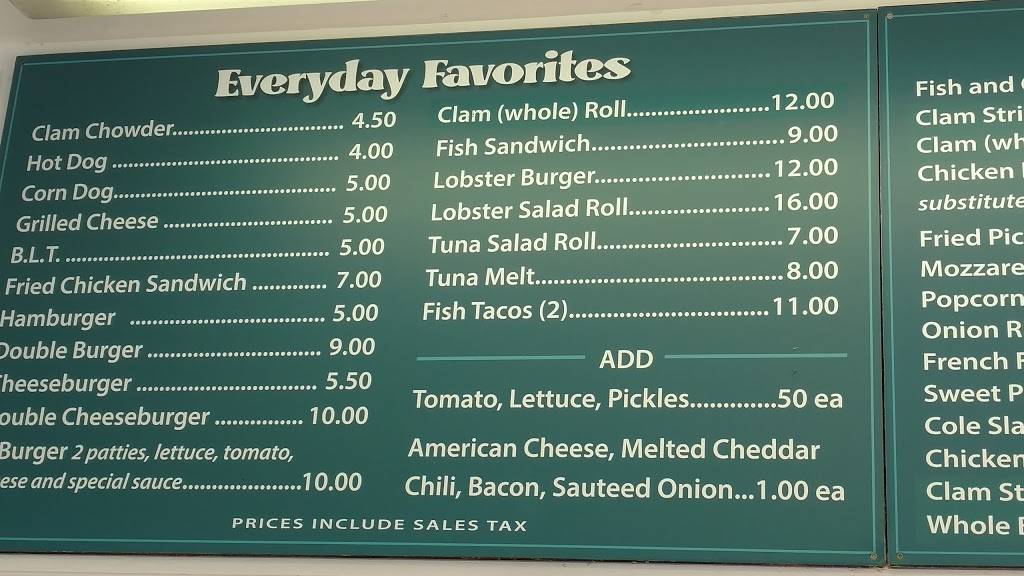 Everyday Favorites
Clam Chowder.............................. 4.50
Hot Dog ........................................ 4.00
Corn Dog....................................... 5.00
Grilled Cheese .............................. 5.00
B.L.T. .............................................. 5.00
Fried Chicken Sandwich ............. 7.00
Hamburger .................................. 5.00
Double Burger .............................. 9.00
heeseburger ............................... 5.50
ouble Cheeseburger ............... 10.00
Burger 2 patties, lettuce, tomato,
ese and special sauce.....................10.00
Clam (whole) Roll.......................12.00
Fish Sandwich...............................9.00
Lobster Burger............................12.00
Lobster Salad Roll.......................16.00
Tuna Salad Roll..............................7.00
Tuna Melt........................................8.00
Fish Tacos (2)................................11.00
ADD
Tomato, Lettuce, Pickles.............50 ea
American Cheese, Melted Cheddar
Chili, Bacon, Sauteed Onion...1.00 ea
PRICES INCLUDE SALES TAX
Fish and
Clam Stri
Clam (wh
Chicken
substitute
Fried Pic
Mozzare
Popcorn
Onion R
French F
Sweet P
Cole Sla
Chicken
Clam St
Whole